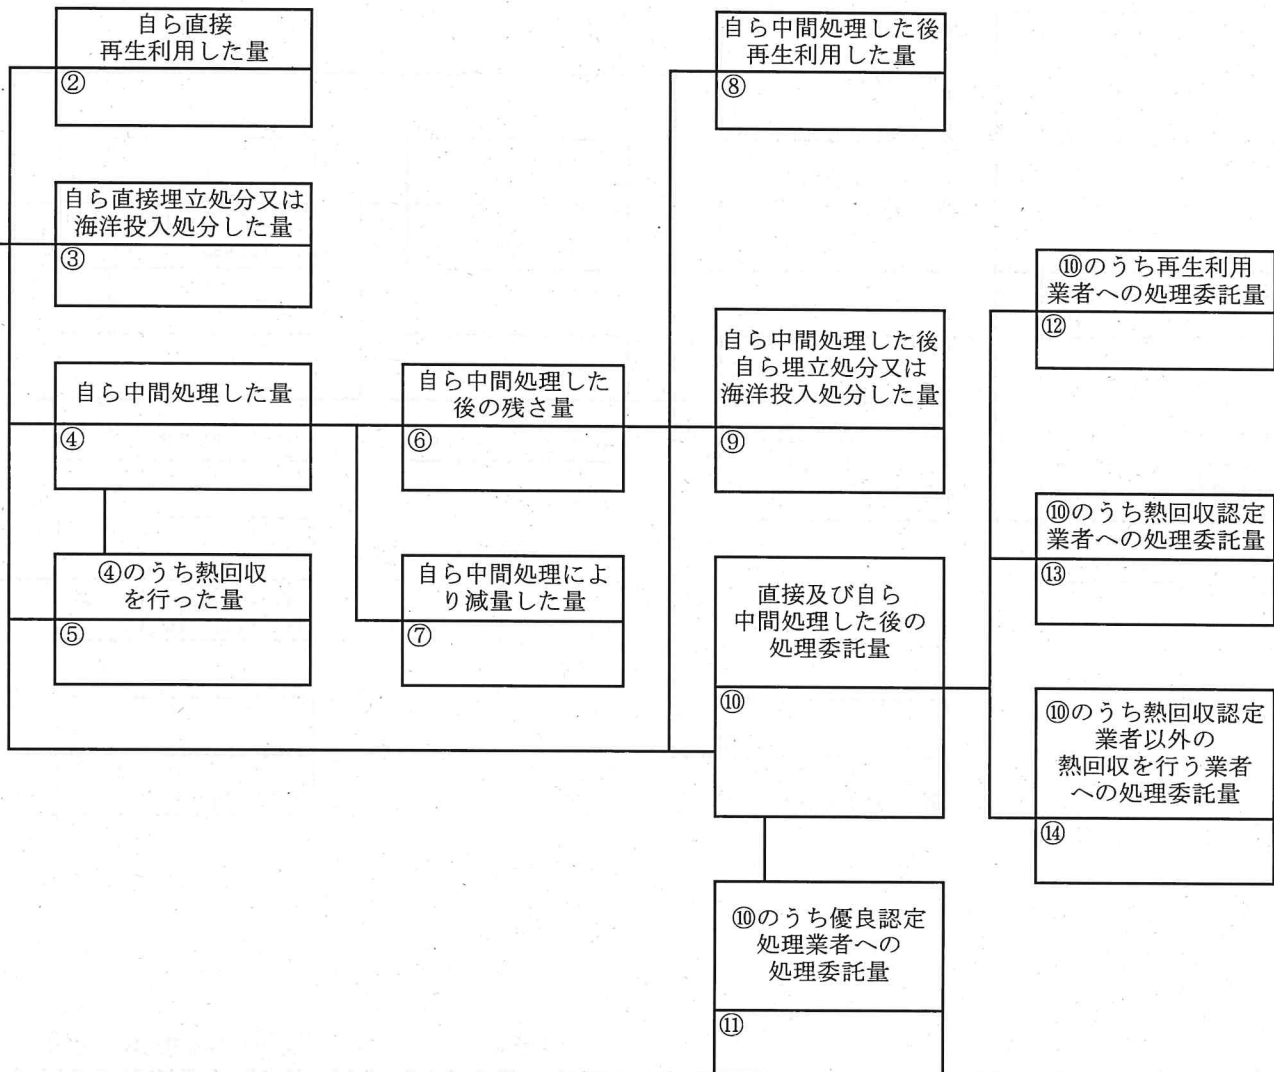 自ら直接
再生利用した量
②
自ら直接埋立処分又は
海洋投入処分した量
③
自ら中間処理した量
④
④のうち熱回収
を行った量
⑤
自ら中間処理した
後の残さ量
⑥
自ら中間処理によ
り減量した量
⑦
自ら中間処理した後
再生利用した量
⑧
自ら中間処理した後
自ら埋立処分又は
海洋投入処分した量
⑨
直接及び自ら
中間処理した後の
処理委託量
⑩
⑩のうち優良認定
処理業者への
処理委託量
⑪
⑩のうち再生利用
業者への処理委託量
⑫
⑩のうち熱回収認定
業者への処理委託量
⑬
⑩のうち熱回収認定
業者以外の
熱回収を行う業者
への処理委託量
⑭